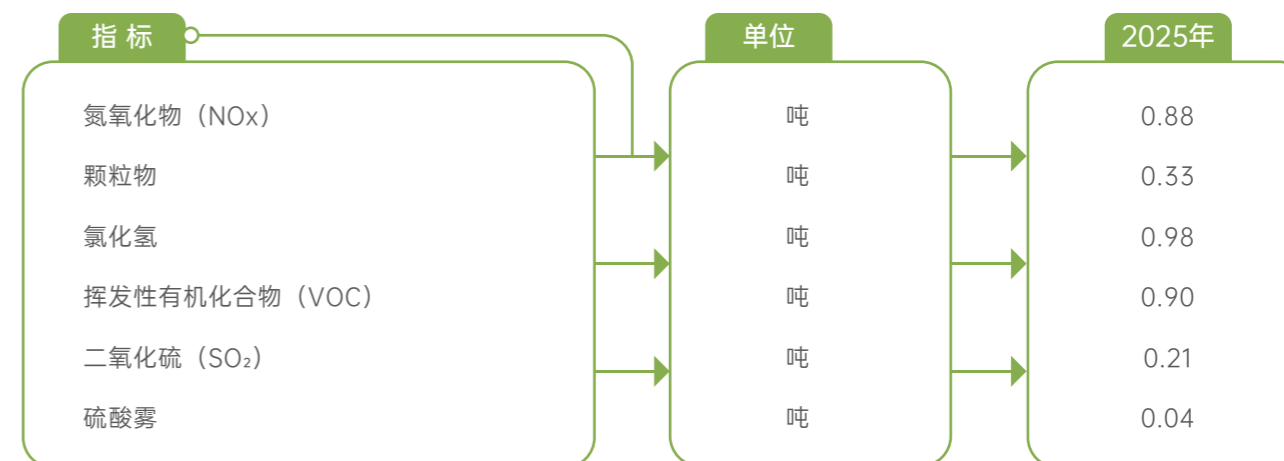 指 标 单位 2025年
氮氧化物（NOx） 吨 0.88
颗粒物 吨 0.33
氯化氢 吨 0.98
挥发性有机化合物（VOC） 吨 0.90
二氧化硫（SO₂） 吨 0.21
硫酸雾 吨 0.04